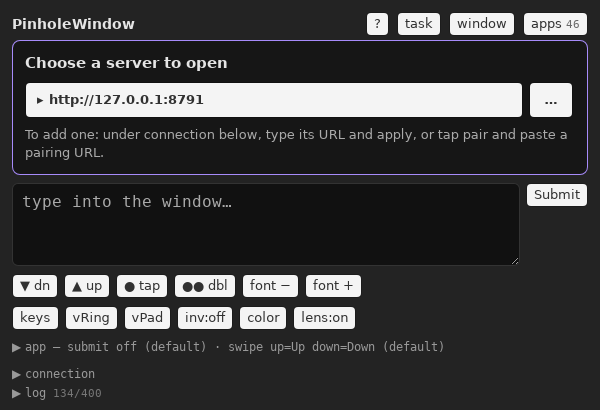 PinholeWindow ? task window apps 46
Choose a server to open
▸ http://127.0.0.1:8791 …
To add one: under connection below, type its URL and apply, or tap pair and paste a
pairing URL.
type into the window… Submit
▼ dn ▲ up ● tap ●● dbl font − font +
keys vRing vPad inv:off color lens:on
▶ app — submit off (default) · swipe up=Up down=Down (default)
▶ connection
▶ log 134/400